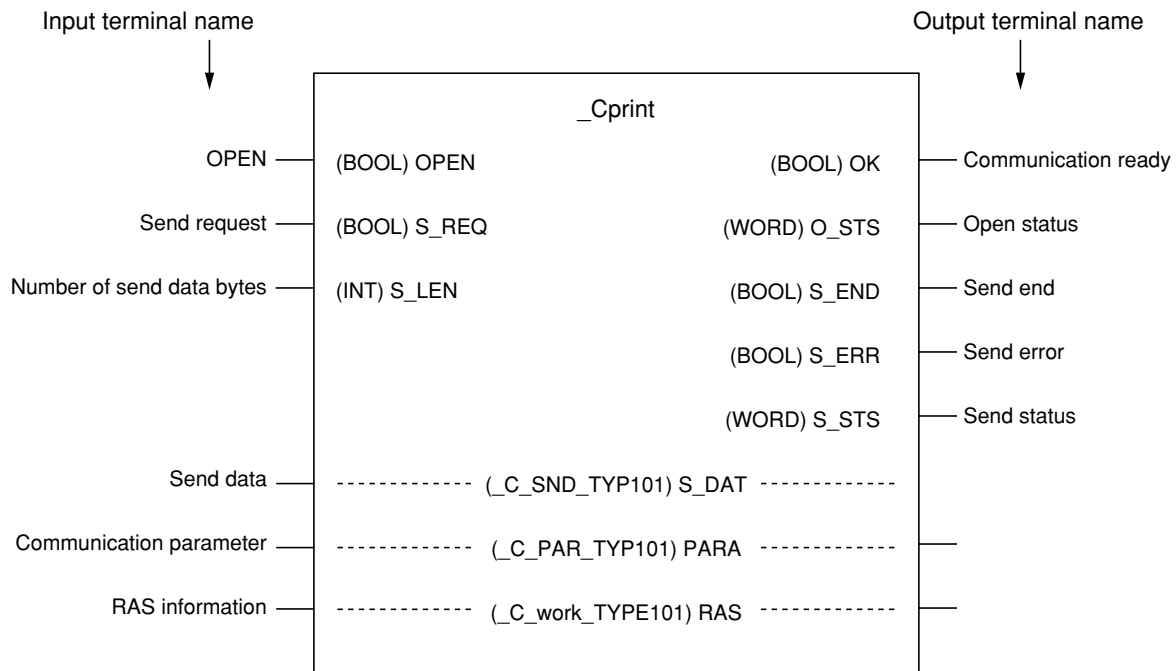 Input terminal name
Output terminal name
_Cprint
OPEN (BOOL) OPEN (BOOL) OK Communication ready
Send request (BOOL) S_REQ (WORD) O_STS Open status
Number of send data bytes (INT) S_LEN (BOOL) S_END Send end
(BOOL) S_ERR Send error
(WORD) S_STS Send status
Send data (_C_SND_TYP101) S_DAT
Communication parameter (_C_PAR_TYP101) PARA
RAS information (_C_work_TYPE101) RAS